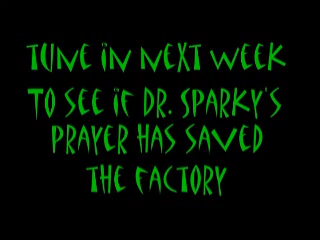 TUNE IN NEXT WEEK
TO SEE IF DR. SPARKY'S
PRAYER HAS SAVED
THE FACTORY